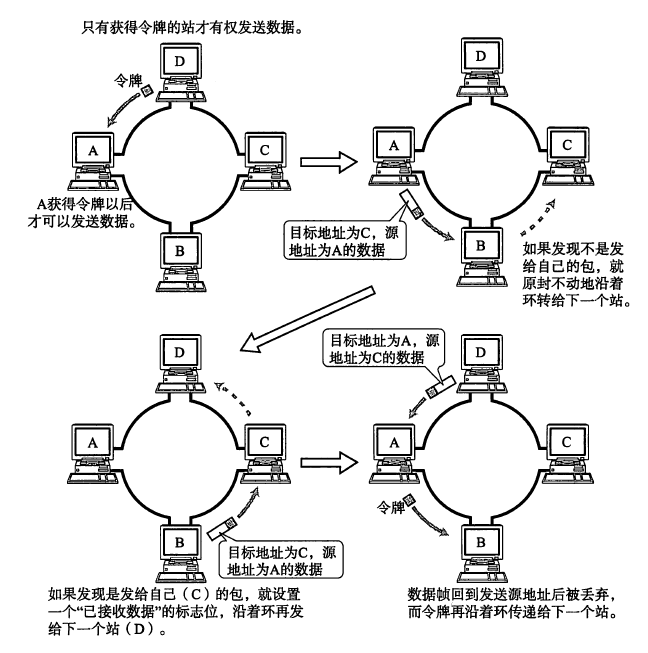 只有获得令牌的站才有权发送数据。
D
令牌
A
C
A获得令牌以后
才可以发送数据。
B
D
A
C
目标地址为C，源
地址为A的数据
B
如果发现不是发
给自己的包，就
原封不动地沿着
环转给下一个站。
D
A
C
B
目标地址为C，源
地址为A的数据
如果发现是发给自己（C）的包，就设置
一个“已接收数据”的标志位，沿着环再发
给下一个站（D）。
目标地址为A，源
地址为C的数据
D
A
C
令牌
B
数据帧回到发送源地址后被丢弃，
而令牌再沿着环传递给下一个站。